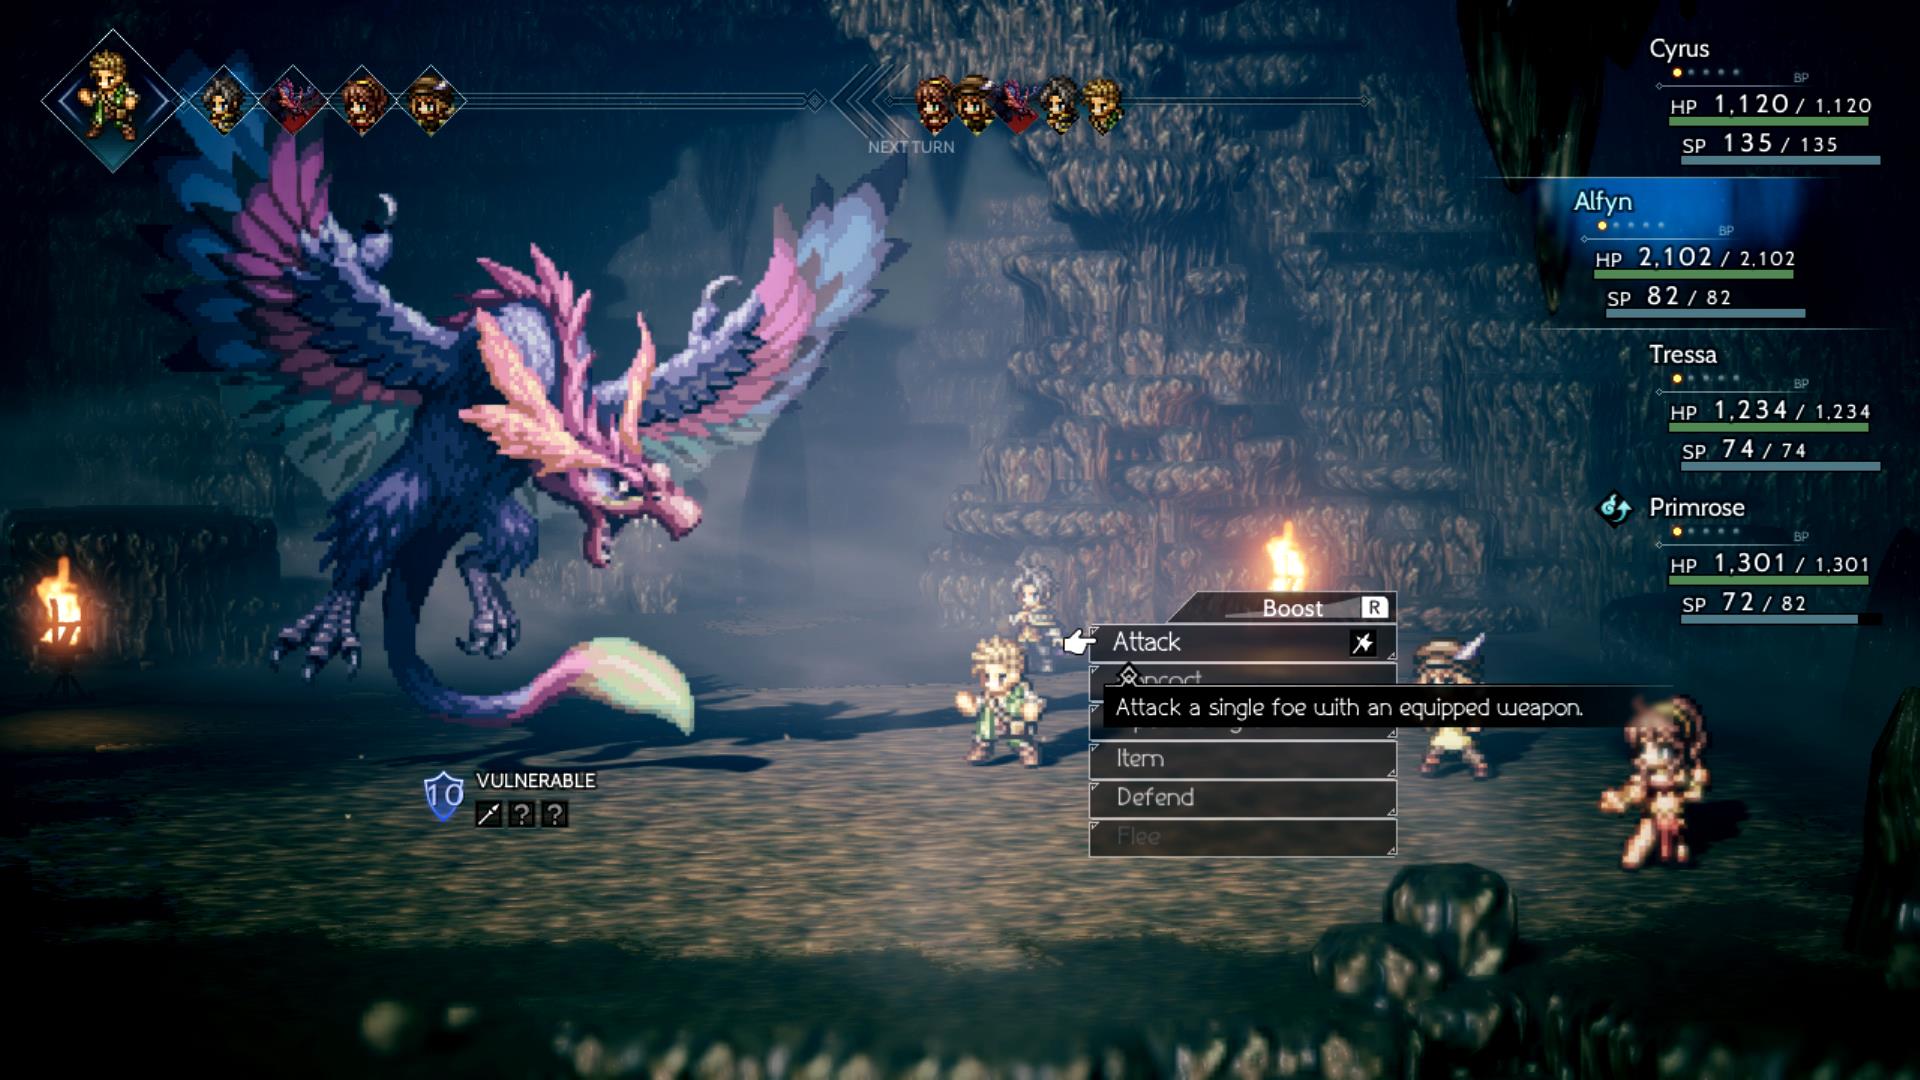 NEXT TURN
Cyrus
BP
HP 1,120 / 1,120
SP 135 / 135
Alfyn
BP
HP 2,102 / 2,102
SP 82 / 82
Tressa
BP
HP 1,234 / 1,234
SP 74 / 74
Primrose
BP
HP 1,301 / 1,301
SP 72 / 82
Boost R
Attack
Attack a single foe with an equipped weapon.
Item
Defend
Flee
10 VULNERABLE
? ?